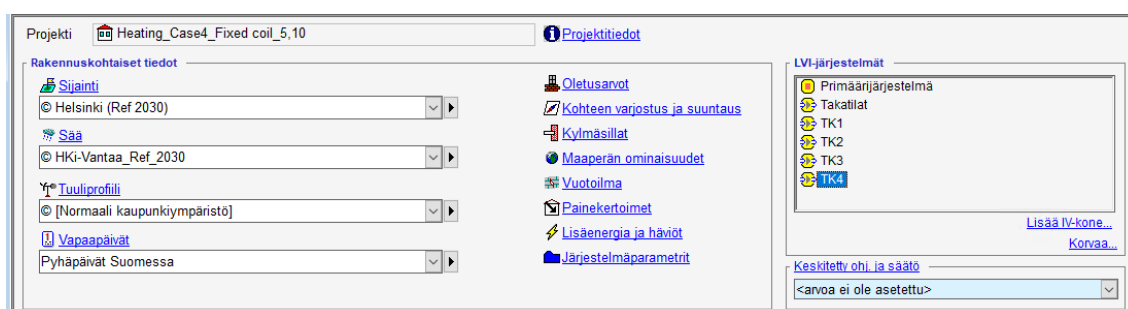 Projekti Heating_Case4_Fixed coil_5,10 Projektitiedot
Rakennuskohtaiset tiedot
Sijainti
© Helsinki (Ref 2030)
Sää
© HKi-Vantaa_Ref_2030
Tuuliprofiili
© [Normaali kaupunkiympäristö]
Vapaapäivät
Pyhäpäivät Suomessa
Oletusarvot
Kohteen varjostus ja suuntaus
Kylmäsillat
Maaperän ominaisuudet
Vuotoilma
Painekertoimet
Lisäenergia ja häviöt
Järjestelmäparametrit
LVI-järjestelmät
Primäärijärjestelmä
Takatilat
TK1
TK2
TK3
TK4
Lisää IV-kone...
Korvaa...
Keskitetty ohj. ja säätö
<arvoa ei ole asetettu>